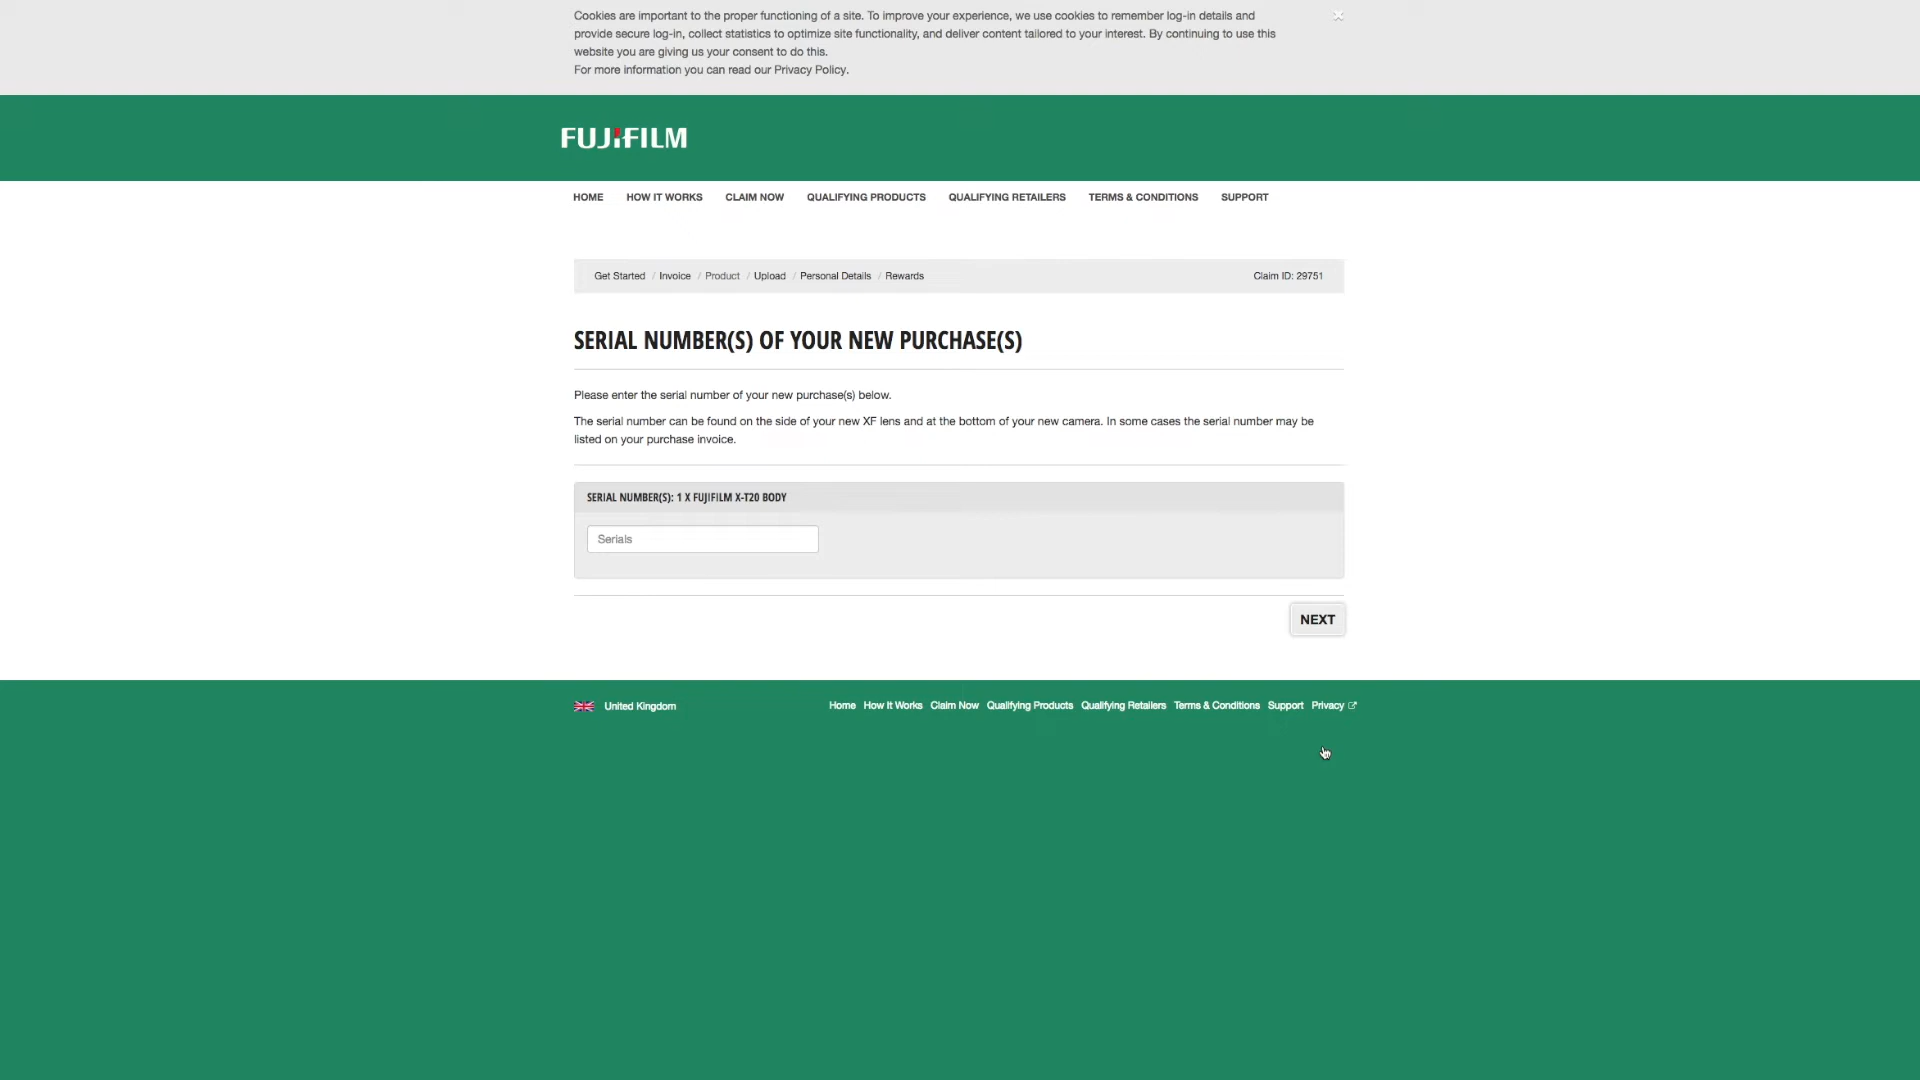 Cookies are important to the proper functioning of a site. To improve your experience, we use cookies to remember log-in details and
provide secure log-in, collect statistics to optimize site functionality, and deliver content tailored to your interest. By continuing to use this
website you are giving us your consent to do this.
For more information you can read our Privacy Policy.
FUJIFILM
HOME HOW IT WORKS CLAIM NOW QUALIFYING PRODUCTS QUALIFYING RETAILERS TERMS & CONDITIONS SUPPORT
Get Started / Invoice / Product / Upload / Personal Details / Rewards Claim ID: 29751
SERIAL NUMBER(S) OF YOUR NEW PURCHASE(S)
Please enter the serial number of your new purchase(s) below.
The serial number can be found on the side of your new XF lens and at the bottom of your new camera. In some cases the serial number may be
listed on your purchase invoice.
SERIAL NUMBER(S): 1 X FUJIFILM X-T20 BODY
Serials
NEXT
United Kingdom Home How It Works Claim Now Qualifying Products Qualifying Retailers Terms & Conditions Support Privacy